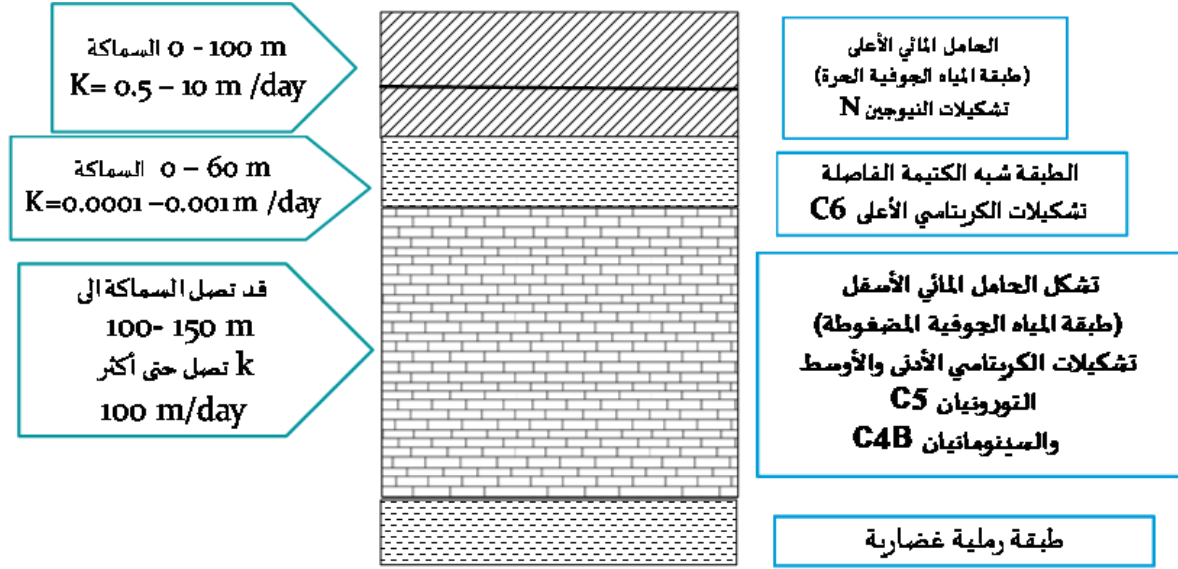 السماكة 0 - 100 m
K= 0.5 – 10 m /day
الحامل المائي الأعلى
(طبقة المياه الجوفية الحرة)
تشكيلات النيوجين N
السماكة 0 – 60 m
K=0.0001 –0.001 m /day
الطبقة شبه الكتيمة الفاصلة
تشكيلات الكريتاسي الأعلى C6
قد تصل السماكة الى
100- 150 m
k تصل حتى أكثر
100 m/day
تشكل الحامل المائي الأسفل
(طبقة المياه الجوفية المضغوطة)
تشكيلات الكريتاسي الأدنى والأوسط
التورونيان C5
والسينومانيان C4B
طبقة رملية غضارية